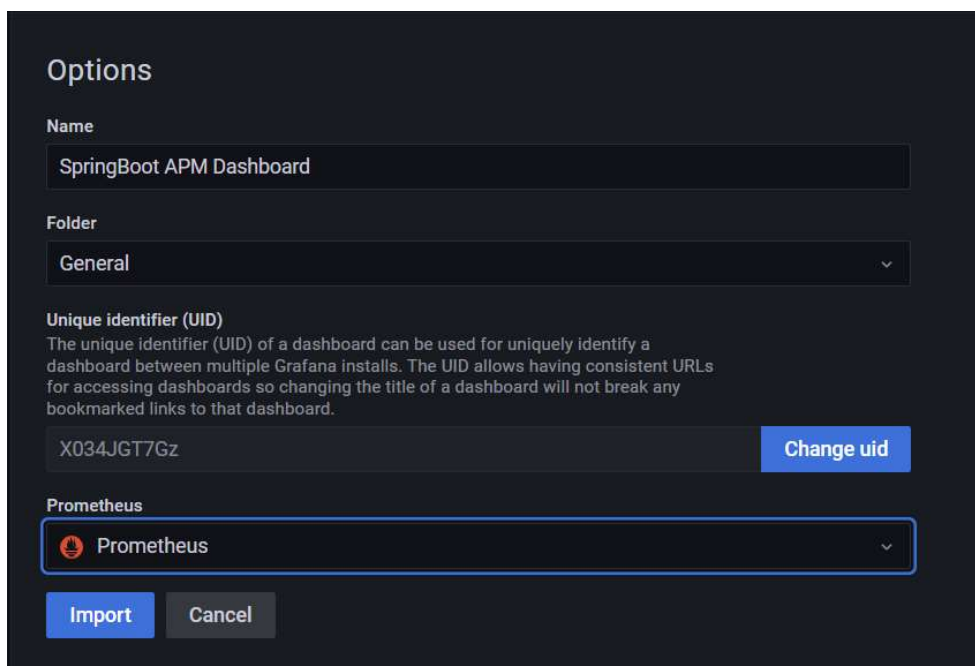 Options
Name
SpringBoot APM Dashboard
Folder
General
Unique identifier (UID)
The unique identifier (UID) of a dashboard can be used for uniquely identify a
dashboard between multiple Grafana installs. The UID allows having consistent URLs
for accessing dashboards so changing the title of a dashboard will not break any
bookmarked links to that dashboard.
X034JGT7Gz
Change uid
Prometheus
Prometheus
Import
Cancel